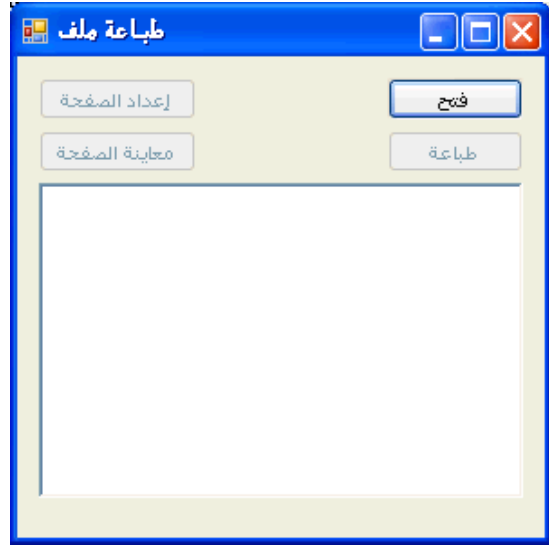 طباعة ملف
فتح إعداد الصفحة
طباعة معاينة الصفحة